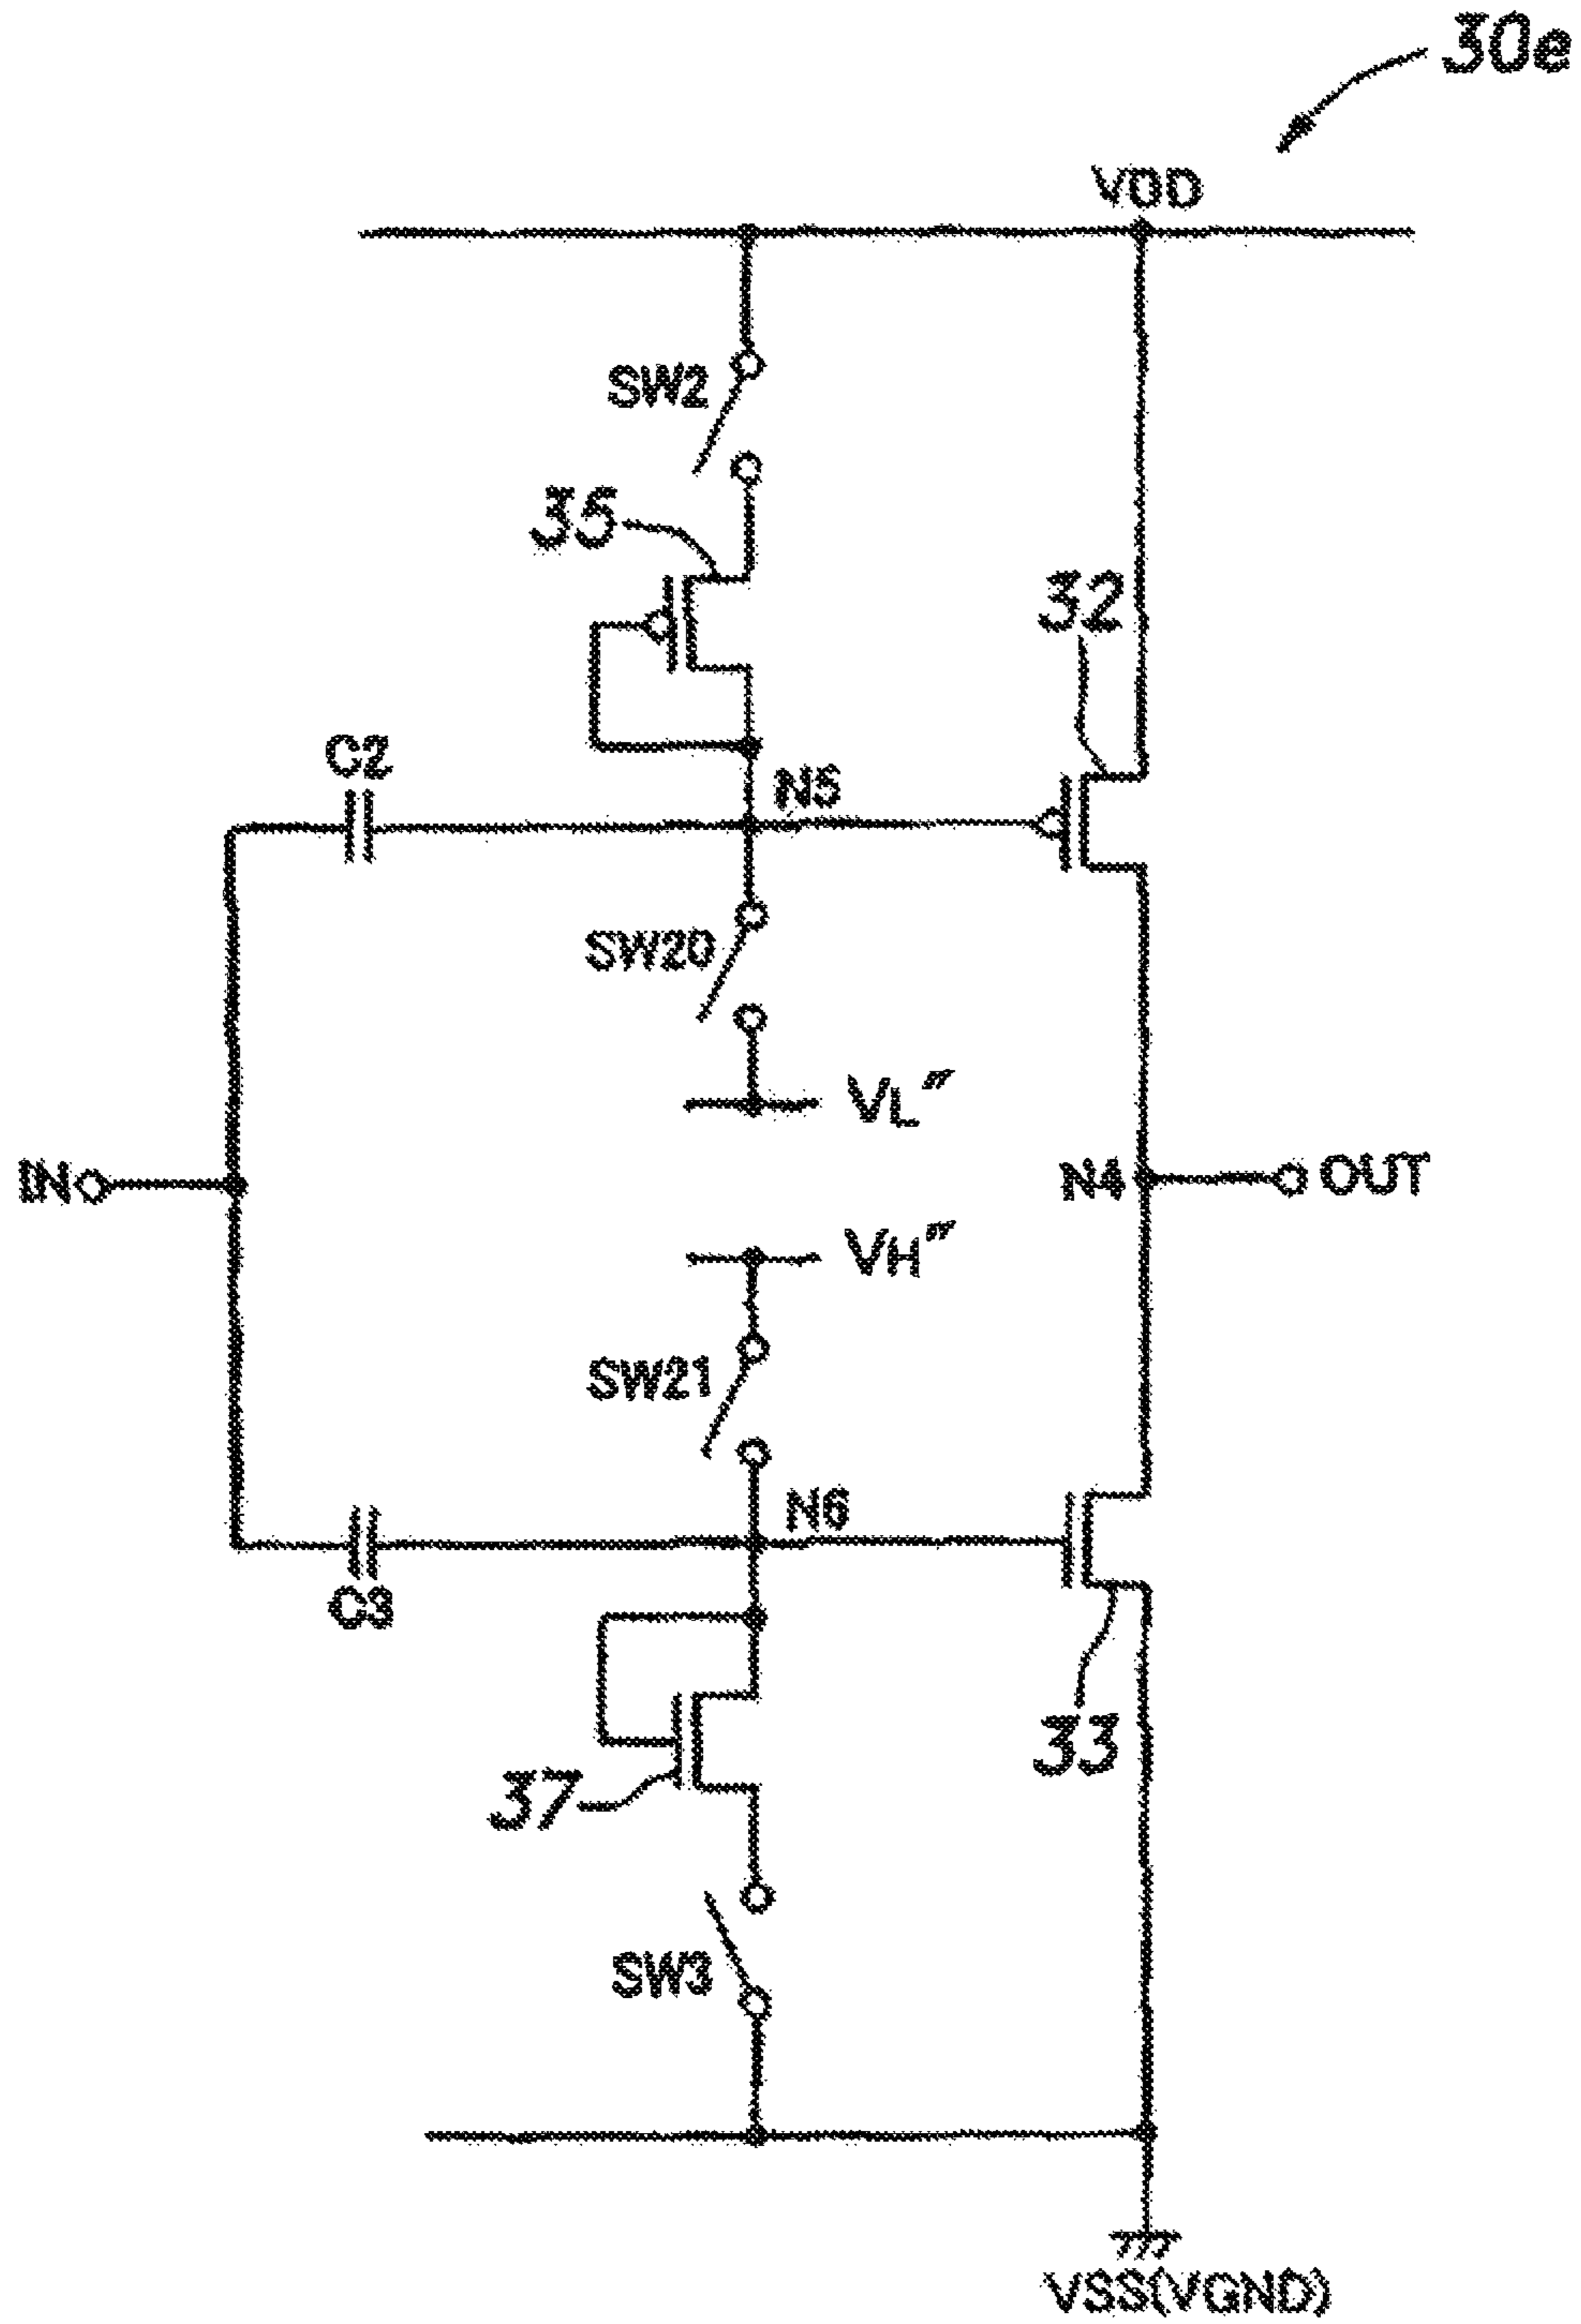 30e
VDD
SW2
35
32
C2
N5
SW20
VL"
IN
N4
OUT
VH"
SW21
N6
C3
33
37
SW3
VSS(VGND)